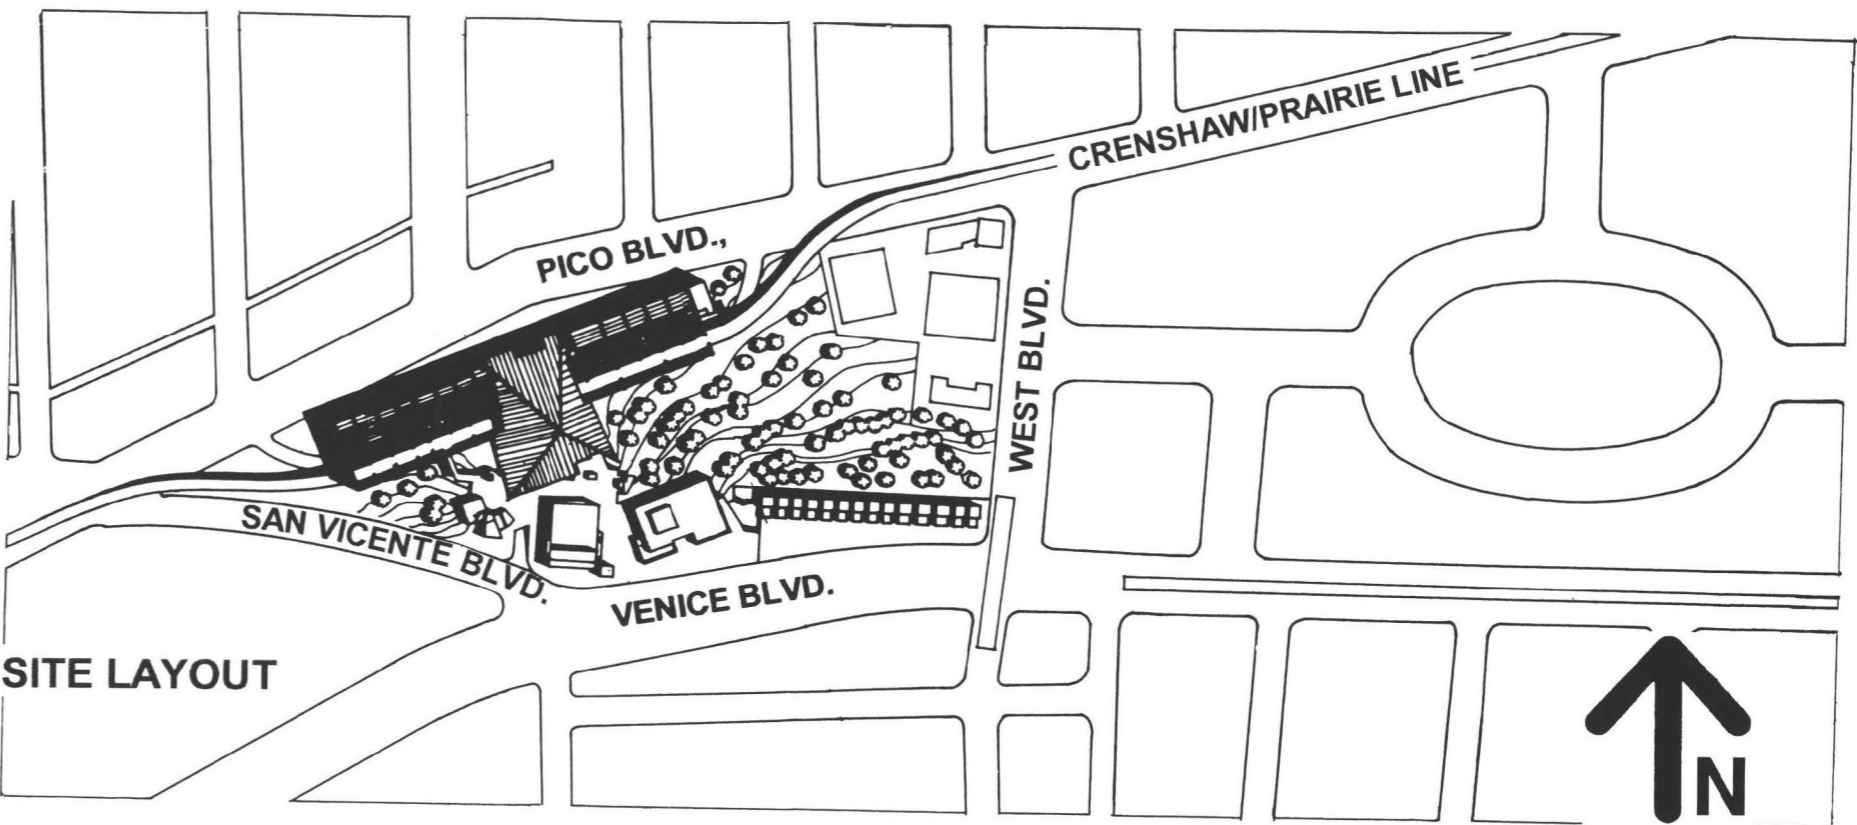 CRENSHAW/PRAIRIE LINE
PICO BLVD.,
WEST BLVD.
SAN VICENTE BLVD.
VENICE BLVD.
SITE LAYOUT
N